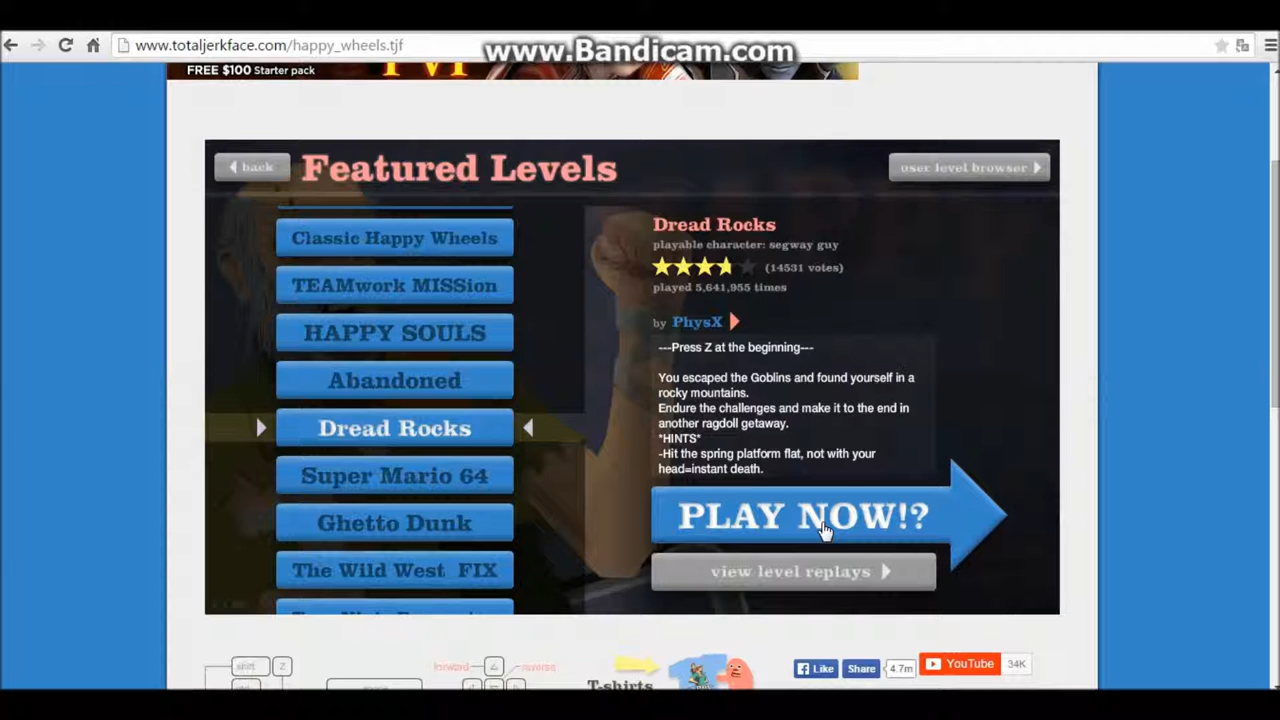 www.totaljerkface.com/happy_wheels.tjf
www.Bandicam.com
FREE $100 Starter pack
back
Featured Levels
user level browser
Classic Happy Wheels
TEAMwork MISSion
HAPPY SOULS
Abandoned
Dread Rocks
Super Mario 64
Ghetto Dunk
The Wild West FIX
Dread Rocks
playable character: segway guy
(14531 votes)
played 5,641,955 times
by PhysX
---Press Z at the beginning---
You escaped the Goblins and found yourself in a
rocky mountains.
Endure the challenges and make it to the end in
another ragdoll getaway.
*HINTS*
-Hit the spring platform flat, not with your
head=instant death.
PLAY NOW!?
view level replays
shift Z
forward reverse
T-shirts
Like Share 4.7m YouTube 34K